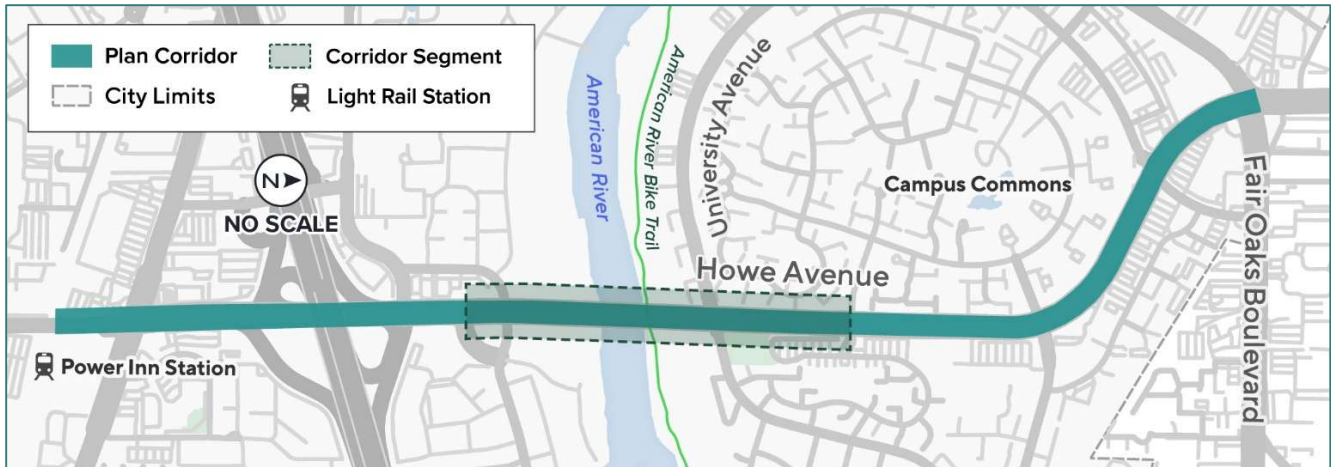 Plan Corridor
Corridor Segment
City Limits
Light Rail Station
N
NO SCALE
American River
American River Bike Trail
University Avenue
Campus Commons
Howe Avenue
Fair Oaks Boulevard
Power Inn Station